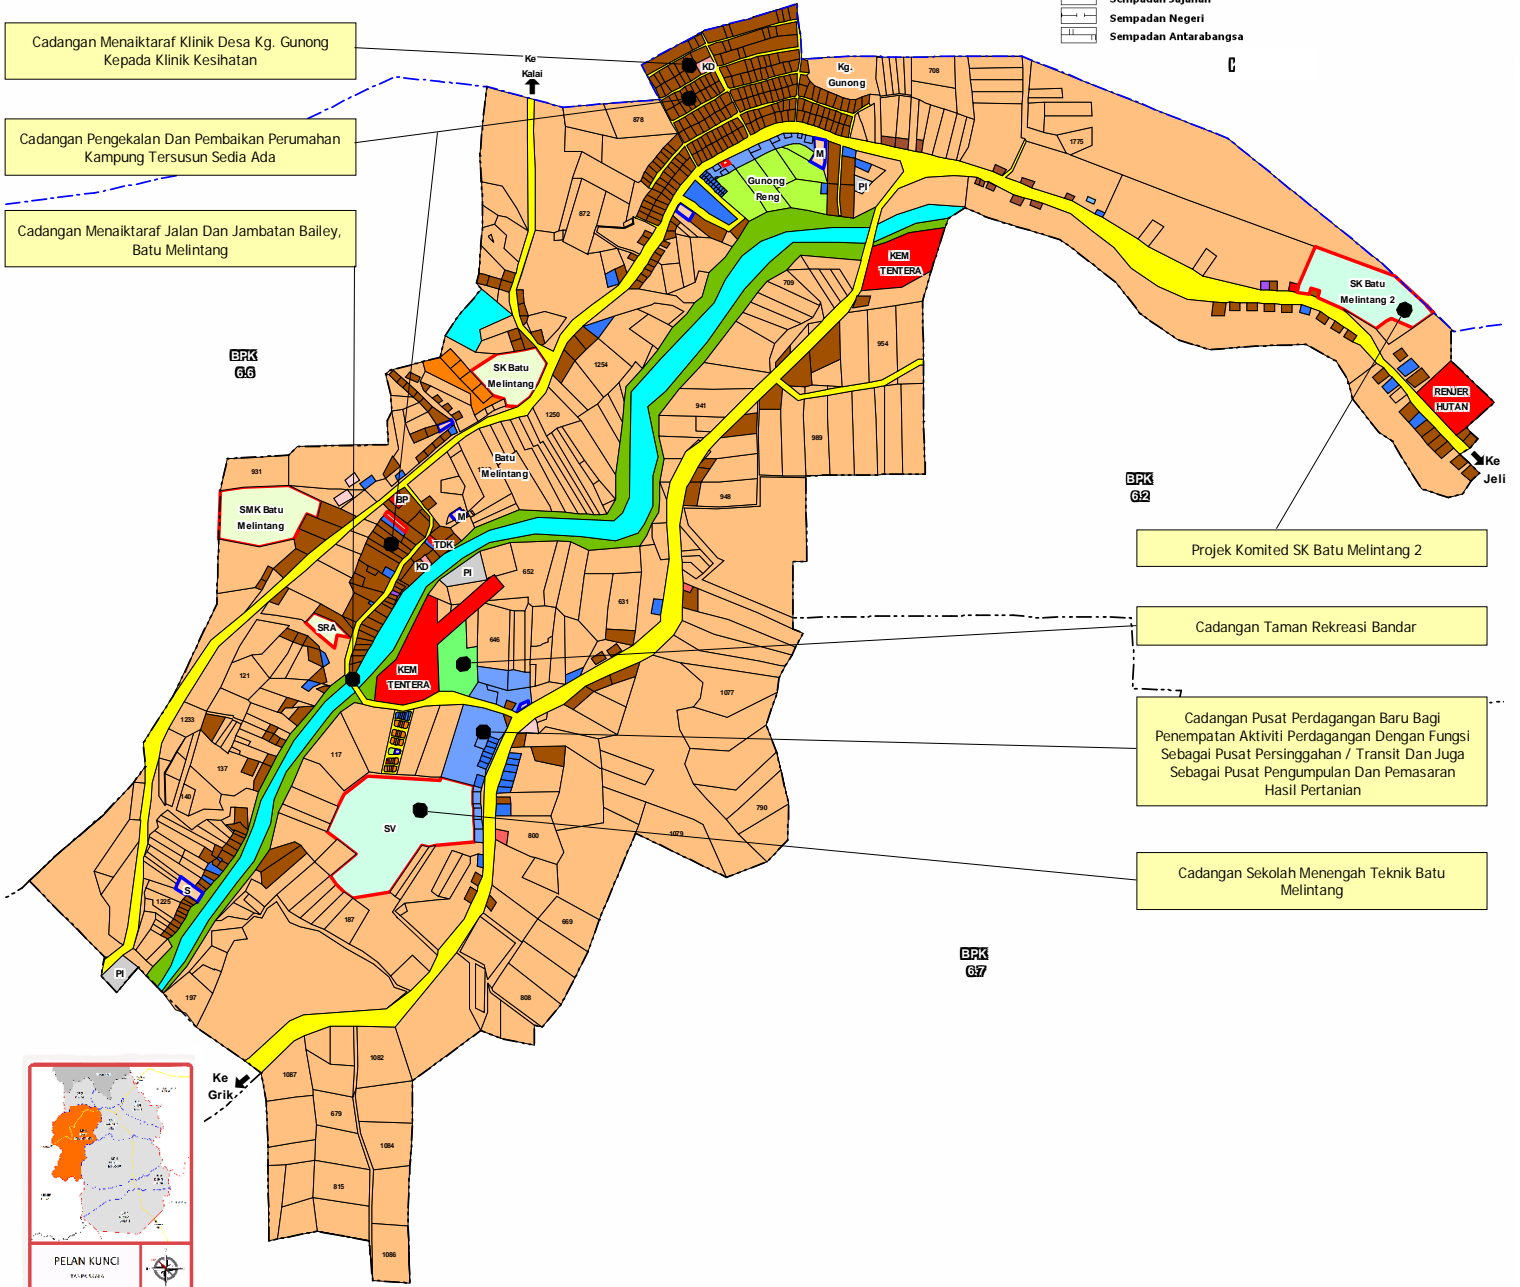 Sempadan Jajahan
Sempadan Negeri
Sempadan Antarabangsa
Cadangan Menaiktaraf Klinik Desa Kg. Gunong
Kepada Klinik Kesihatan
Cadangan Pengekalan Dan Pembaikan Perumahan
Kampung Tersusun Sedia Ada
Cadangan Menaiktaraf Jalan Dan Jambatan Bailey,
Batu Melintang
Ke
Kalai
KD
Kg.
Gunong
708
878
1775
M
PI
Gunong
Reng
872
KEM
TENTERA
709
SK Batu
Melintang 2
954
BPK
6.6
1254
SK Batu
Melintang
RENJER
HUTAN
941
1250
989
Ke
Jeli
Batu
Melintang
931
BPK
6.2
948
BP
SMK Batu
Melintang
M
TDK
KD
PI
652
Projek Komited SK Batu Melintang 2
631
SRA
646
Cadangan Taman Rekreasi Bandar
KEM
TENTERA
121
1077
1233
Cadangan Pusat Perdagangan Baru Bagi
Penempatan Aktiviti Perdagangan Dengan Fungsi
Sebagai Pusat Persinggahan / Transit Dan Juga
Sebagai Pusat Pengumpulan Dan Pemasaran
Hasil Pertanian
117
137
140
790
SV
800
1079
Cadangan Sekolah Menengah Teknik Batu
Melintang
S
1225
187
669
BPK
6.7
PI
197
808
1082
Ke
Grik
1087
679
1084
815
1086
PELAN KUNCI
TANPA SKALA